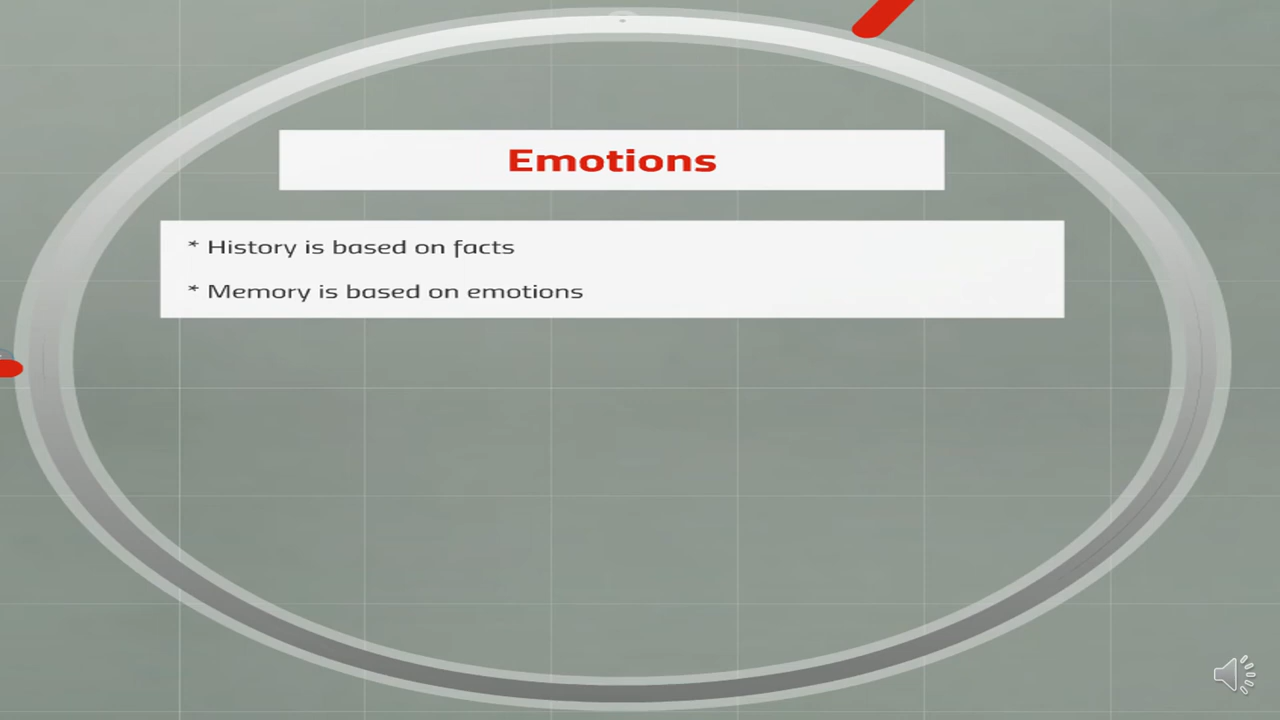 Emotions
* History is based on facts
* Memory is based on emotions